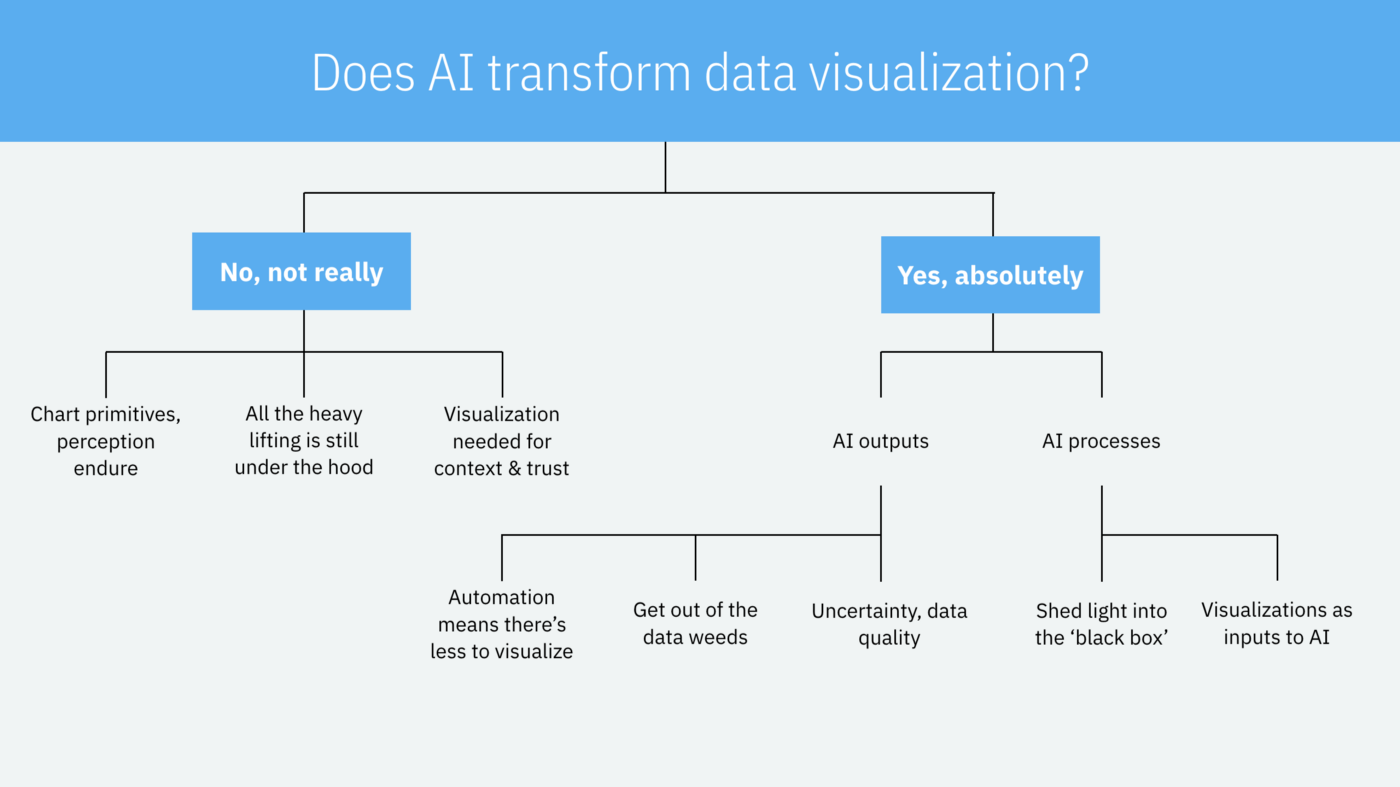 Does AI transform data visualization?
No, not really
Yes, absolutely
Chart primitives,
perception
endure
All the heavy
lifting is still
under the hood
Visualization
needed for
context & trust
AI outputs
AI processes
Automation
means there’s
less to visualize
Get out of the
data weeds
Uncertainty, data
quality
Shed light into
the ‘black box’
Visualizations as
inputs to AI